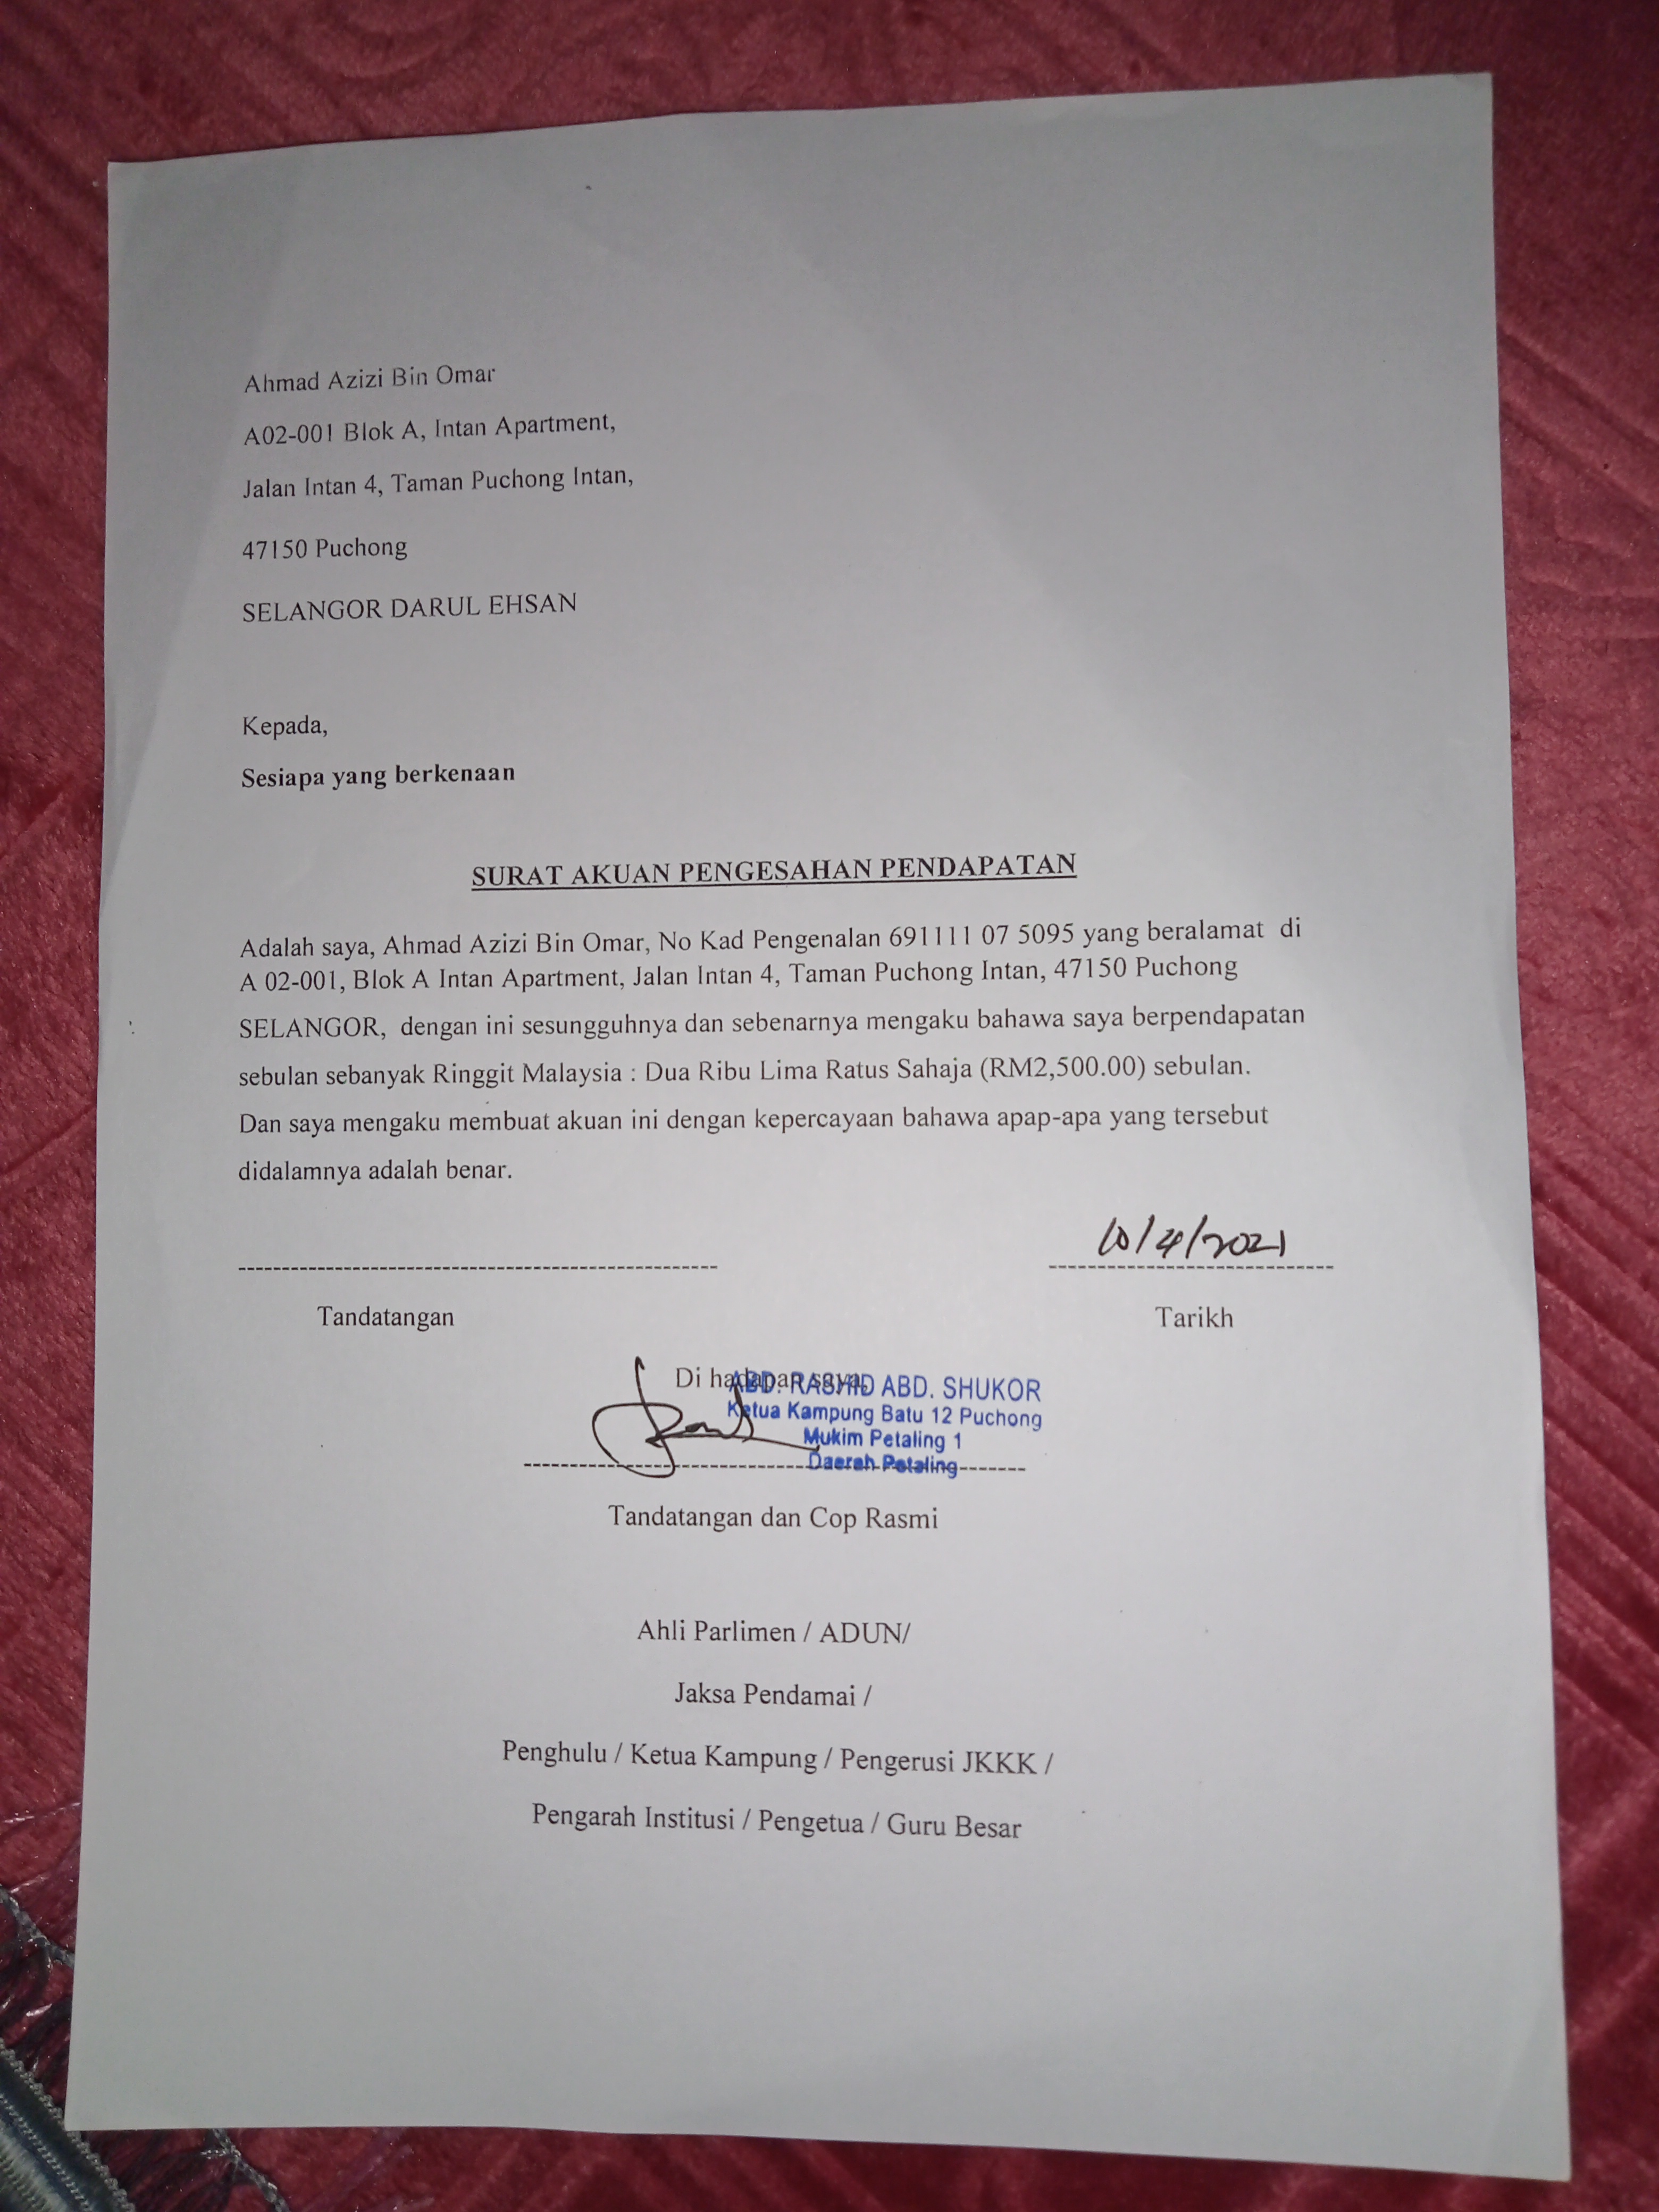 Ahmad Azizi Bin Omar
A02-001 Blok A, Intan Apartment,
Jalan Intan 4, Taman Puchong Intan,
47150 Puchong
SELANGOR DARUL EHSAN
Kepada,
Sesiapa yang berkenaan
SURAT AKUAN PENGESAHAN PENDAPATAN
Adalah saya, Ahmad Azizi Bin Omar, No Kad Pengenalan 691111 07 5095 yang beralamat di
A 02-001, Blok A Intan Apartment, Jalan Intan 4, Taman Puchong Intan, 47150 Puchong
SELANGOR, dengan ini sesungguhnya dan sebenarnya mengaku bahawa saya berpendapatan
sebulan sebanyak Ringgit Malaysia : Dua Ribu Lima Ratus Sahaja (RM2,500.00) sebulan.
Dan saya mengaku membuat akuan ini dengan kepercayaan bahawa apap-apa yang tersebut
didalamnya adalah benar.
10/4/2021
Tandatangan Tarikh
Di hadapan saya,
ABD. RASHID ABD. SHUKOR
Ketua Kampung Batu 12 Puchong
Mukim Petaling 1
Daerah Petaling
Tandatangan dan Cop Rasmi
Ahli Parlimen / ADUN/
Jaksa Pendamai /
Penghulu / Ketua Kampung / Pengerusi JKKK /
Pengarah Institusi / Pengetua / Guru Besar